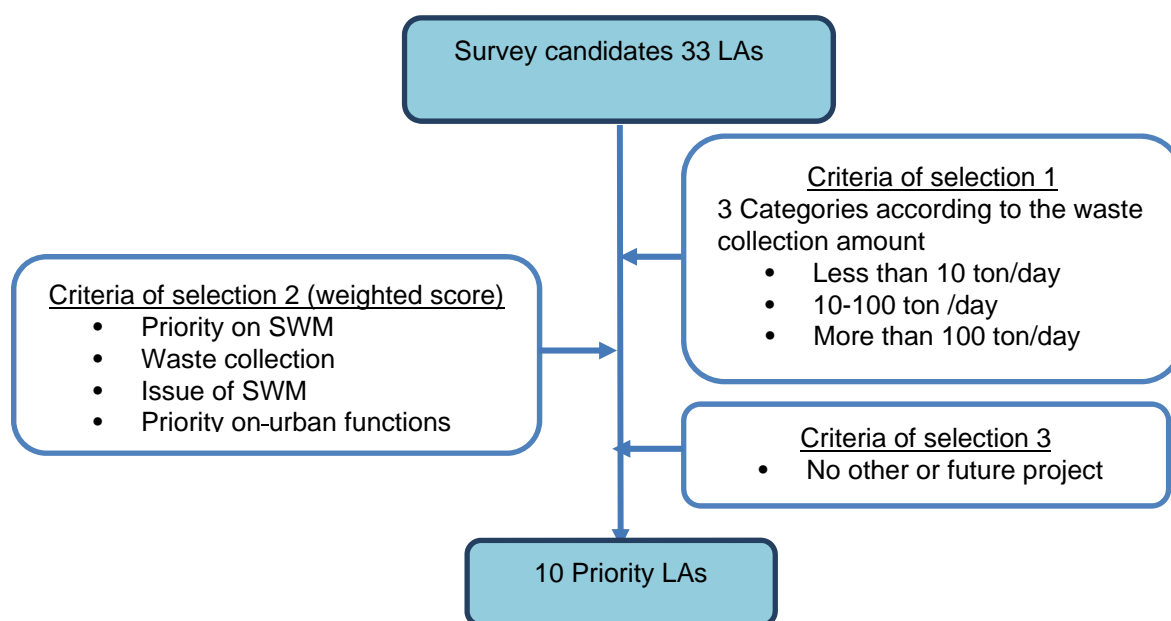 Survey candidates 33 LAs
Criteria of selection 1
3 Categories according to the waste
collection amount
• Less than 10 ton/day
• 10-100 ton /day
• More than 100 ton/day
Criteria of selection 2 (weighted score)
• Priority on SWM
• Waste collection
• Issue of SWM
• Priority on-urban functions
Criteria of selection 3
• No other or future project
10 Priority LAs